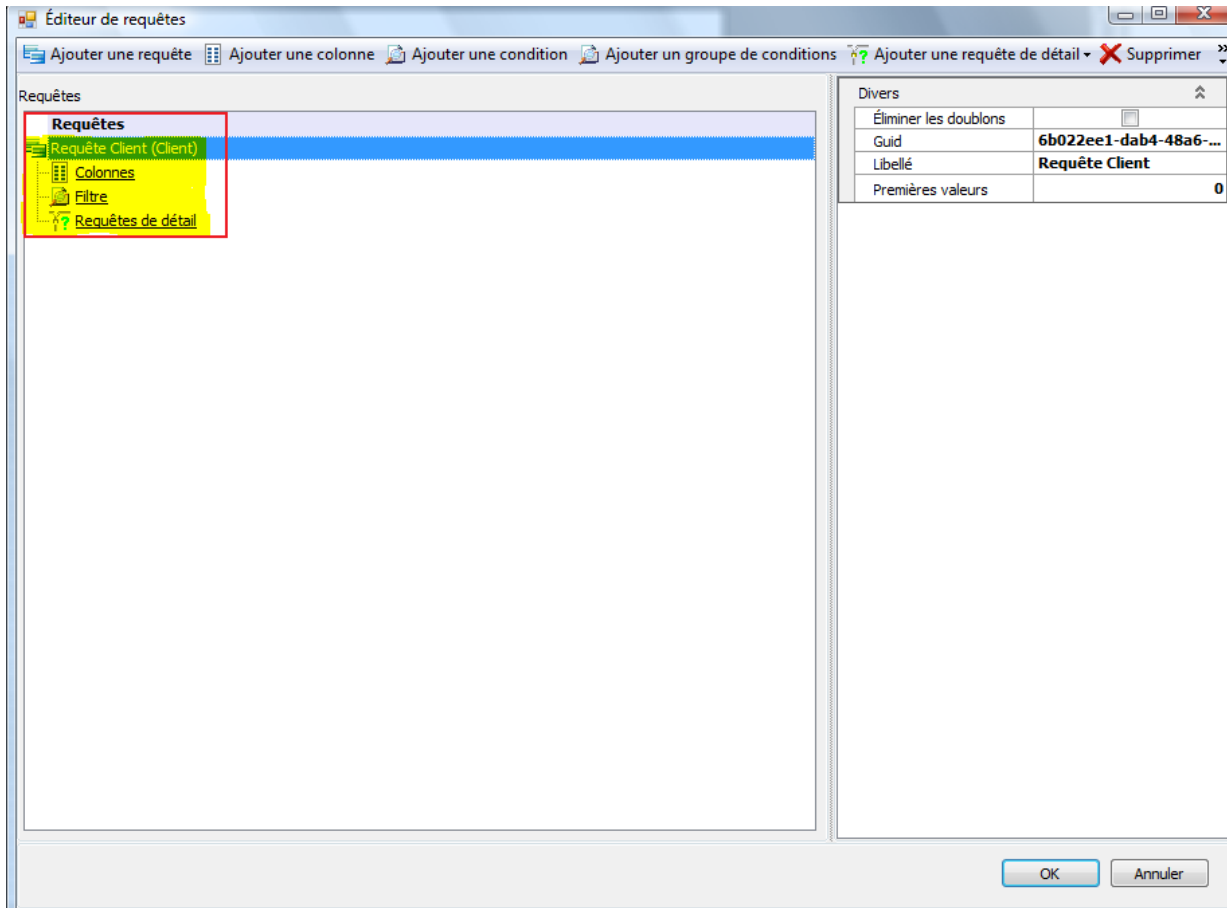 Éditeur de requêtes
Ajouter une requête Ajouter une colonne Ajouter une condition Ajouter un groupe de conditions Ajouter une requête de détail Supprimer
Requêtes
Requêtes
Requête Client (Client)
Colonnes
Filtre
Requêtes de détail
Divers
Éliminer les doublons
Guid 6b022ee1-dab4-48a6-...
Libellé Requête Client
Premières valeurs 0
OK Annuler